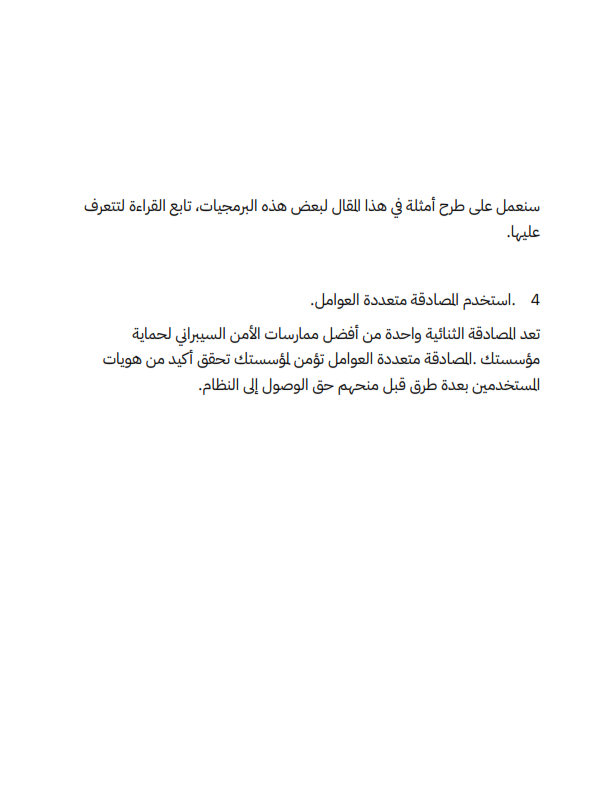 سنعمل على طرح أمثلة في هذا المقال لبعض هذه البرمجيات، تابع القراءة لتتعرف
عليها.
4 .استخدم المصادقة متعددة العوامل.
تعد المصادقة الثنائية واحدة من أفضل ممارسات الأمن السيبراني لحماية
مؤسستك .المصادقة متعددة العوامل تؤمن لمؤسستك تحقق أكيد من هويات
المستخدمين بعدة طرق قبل منحهم حق الوصول إلى النظام.